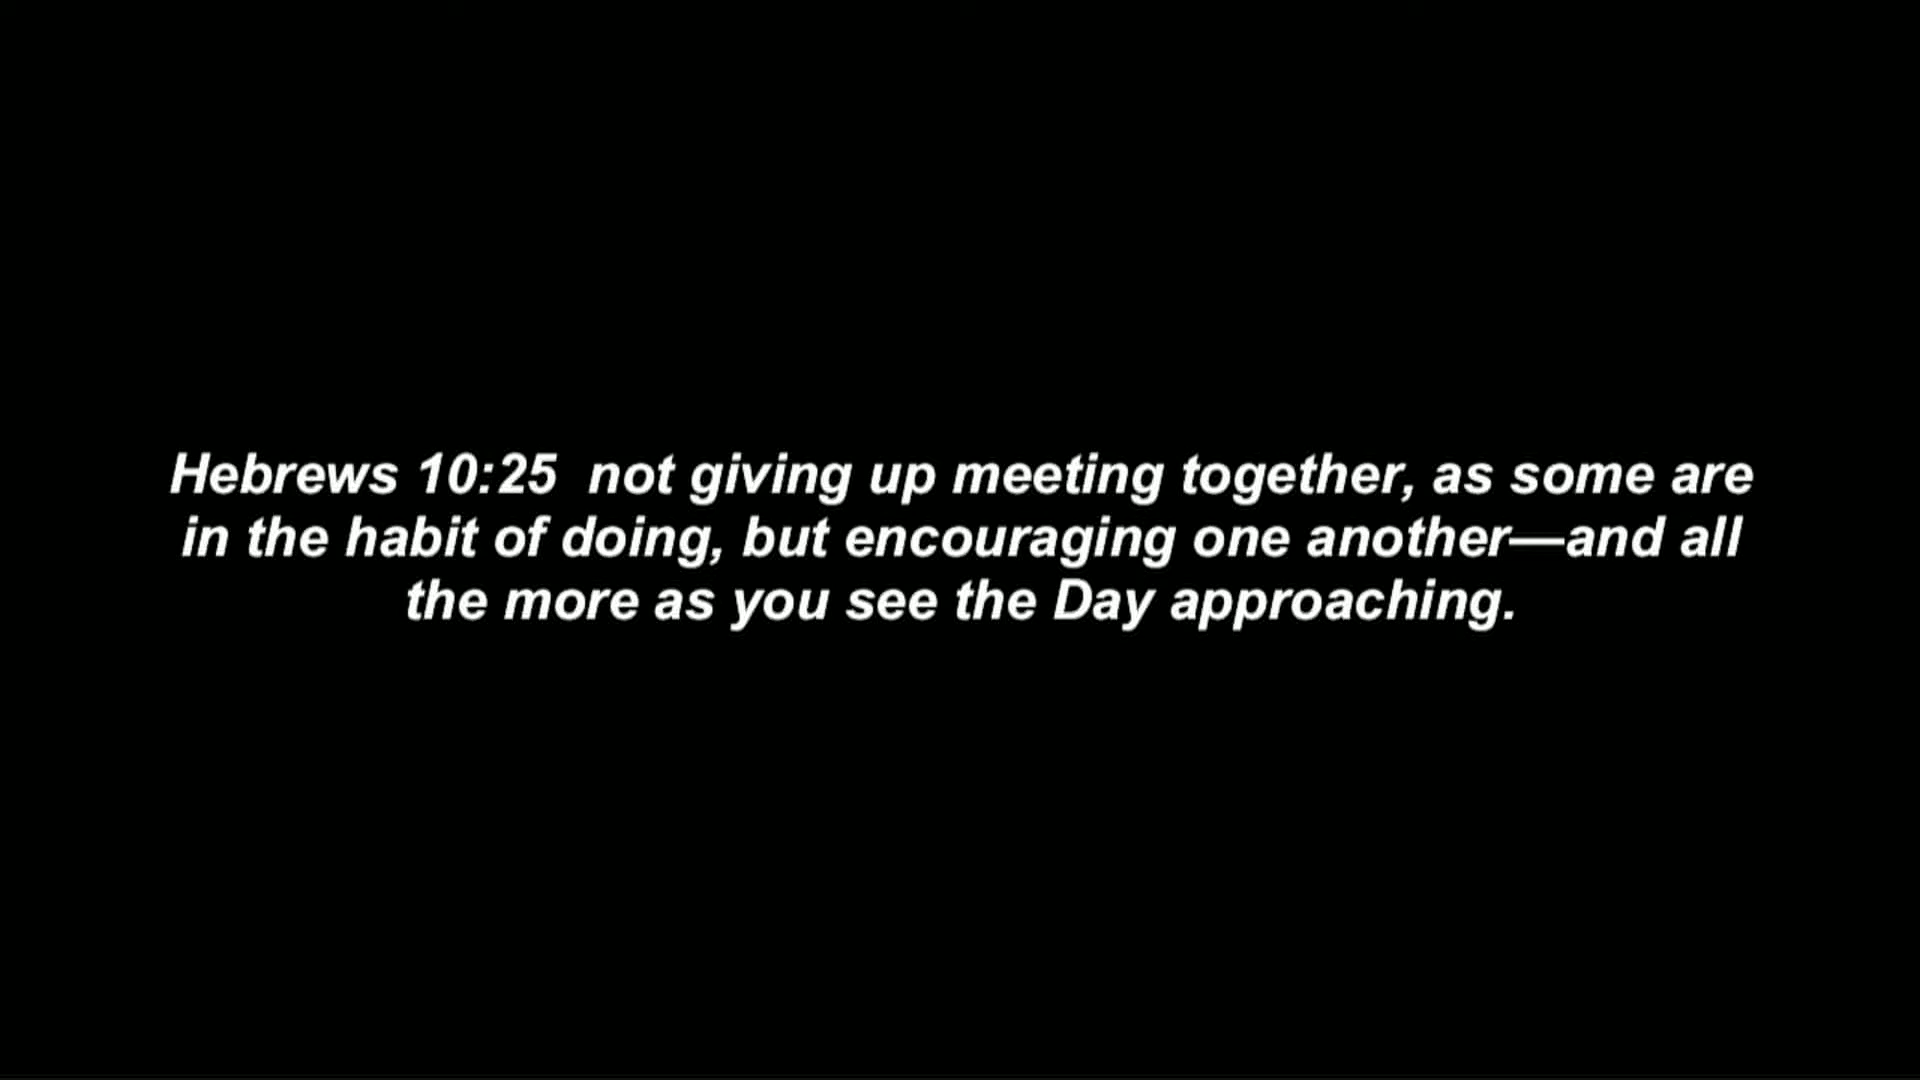 Hebrews 10:25  not giving up meeting together, as some are
in the habit of doing, but encouraging one another—and all
the more as you see the Day approaching.